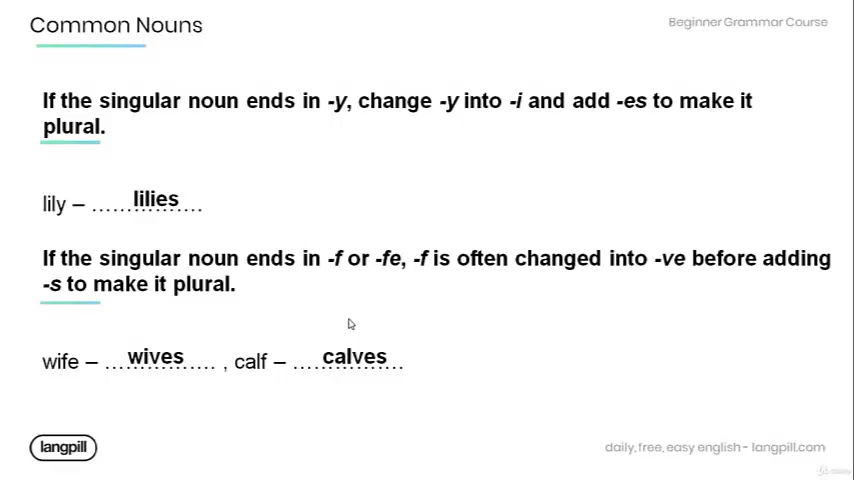 Common Nouns
Beginner Grammar Course
If the singular noun ends in -y, change -y into -i and add -es to make it
plural.
lily – ...lilies...
If the singular noun ends in -f or -fe, -f is often changed into -ve before adding
-s to make it plural.
wife – ...wives... , calf – ...calves...
langpill
daily, free, easy english - langpill.com